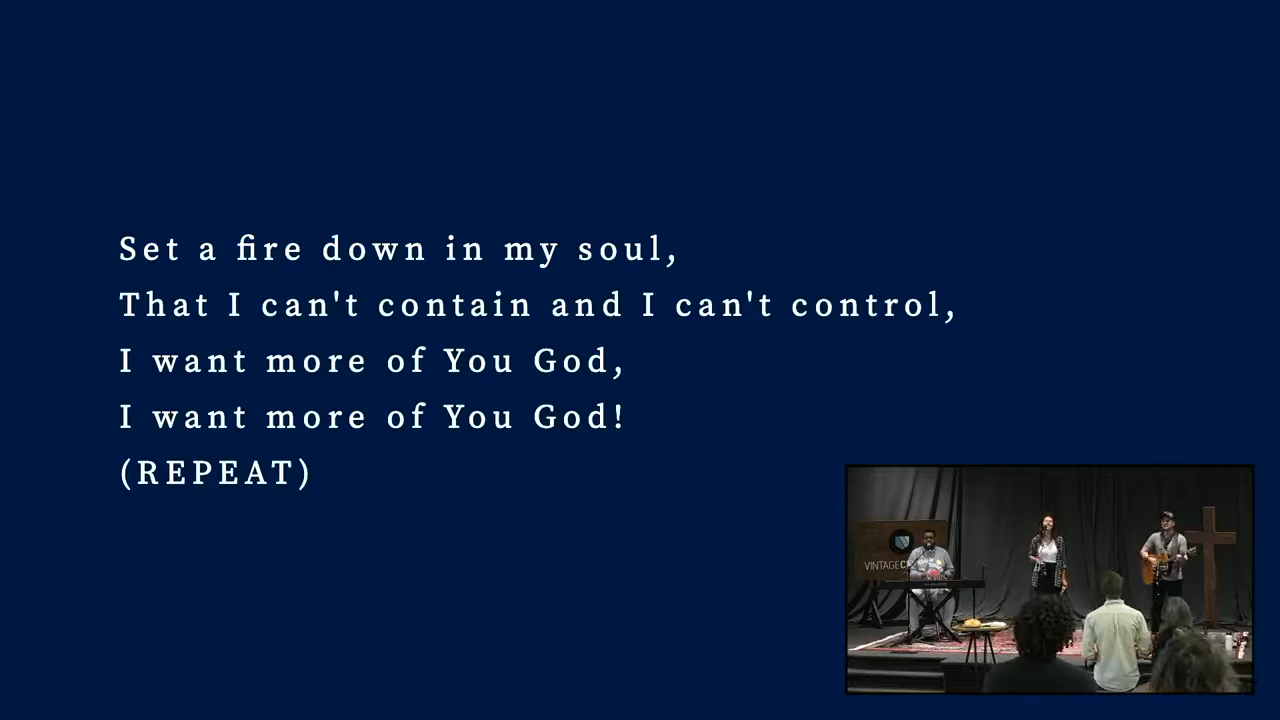 Set a fire down in my soul,
That I can't contain and I can't control,
I want more of You God,
I want more of You God!
(REPEAT)
VINTAGE